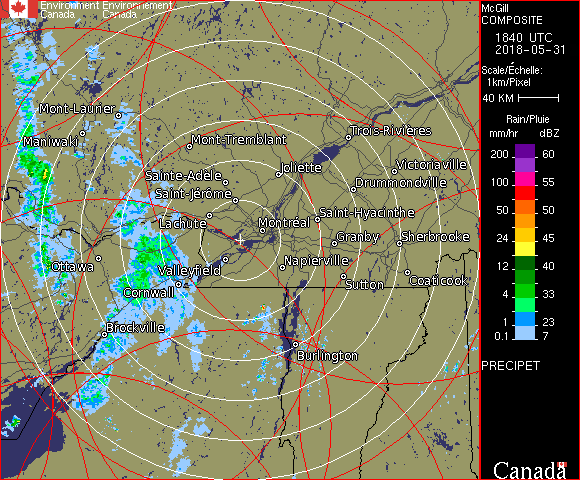 Environment Environnement
Canada Canada
McGill
COMPOSITE
1840 UTC
2018-05-31
Scale/Échelle:
1km/Pixel
40 KM
Rain/Pluie
mm/hr dBZ
200 60
150 55
100 55
50 50
24 45
12 40
4 33
1 23
0.1 7
PRECIPET
Canada
Mont-Laurier
Maniwaki
Mont-Tremblant
Trois-Rivières
Sainte-Adèle
Joliette
Victoriaville
Saint-Jérôme
Drummondville
Lachute
Montréal
Saint-Hyacinthe
Ottawa
Valleyfield
Granby
Sherbrooke
Napierville
Cornwall
Sutton
Coaticook
Brockville
Burlington